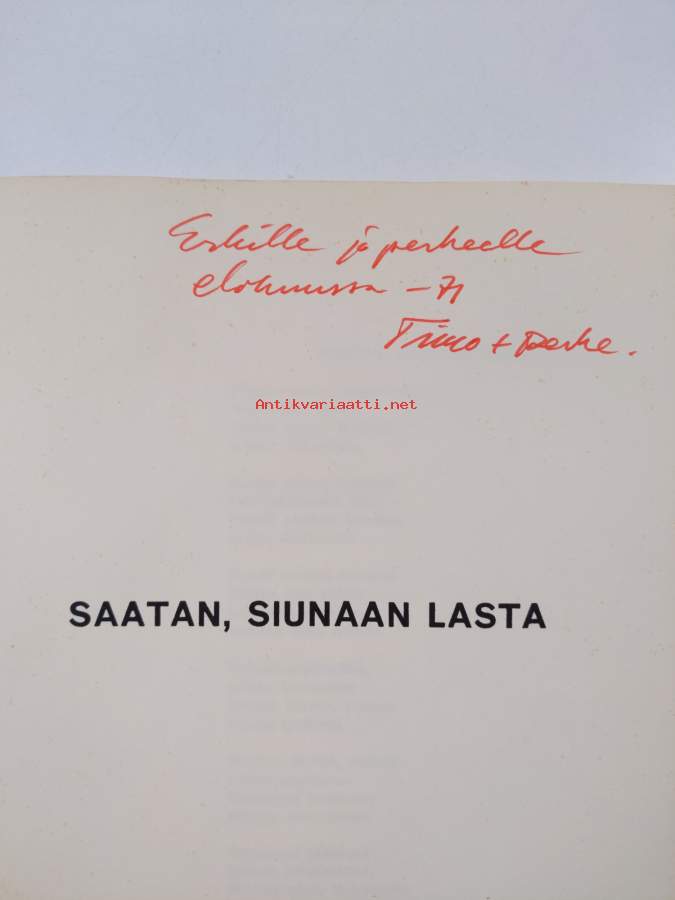 Eskille ja perheelle
elokuussa -71
Timo + perhe.
Antikvariaatti.net
SAATAN, SIUNAAN LASTA